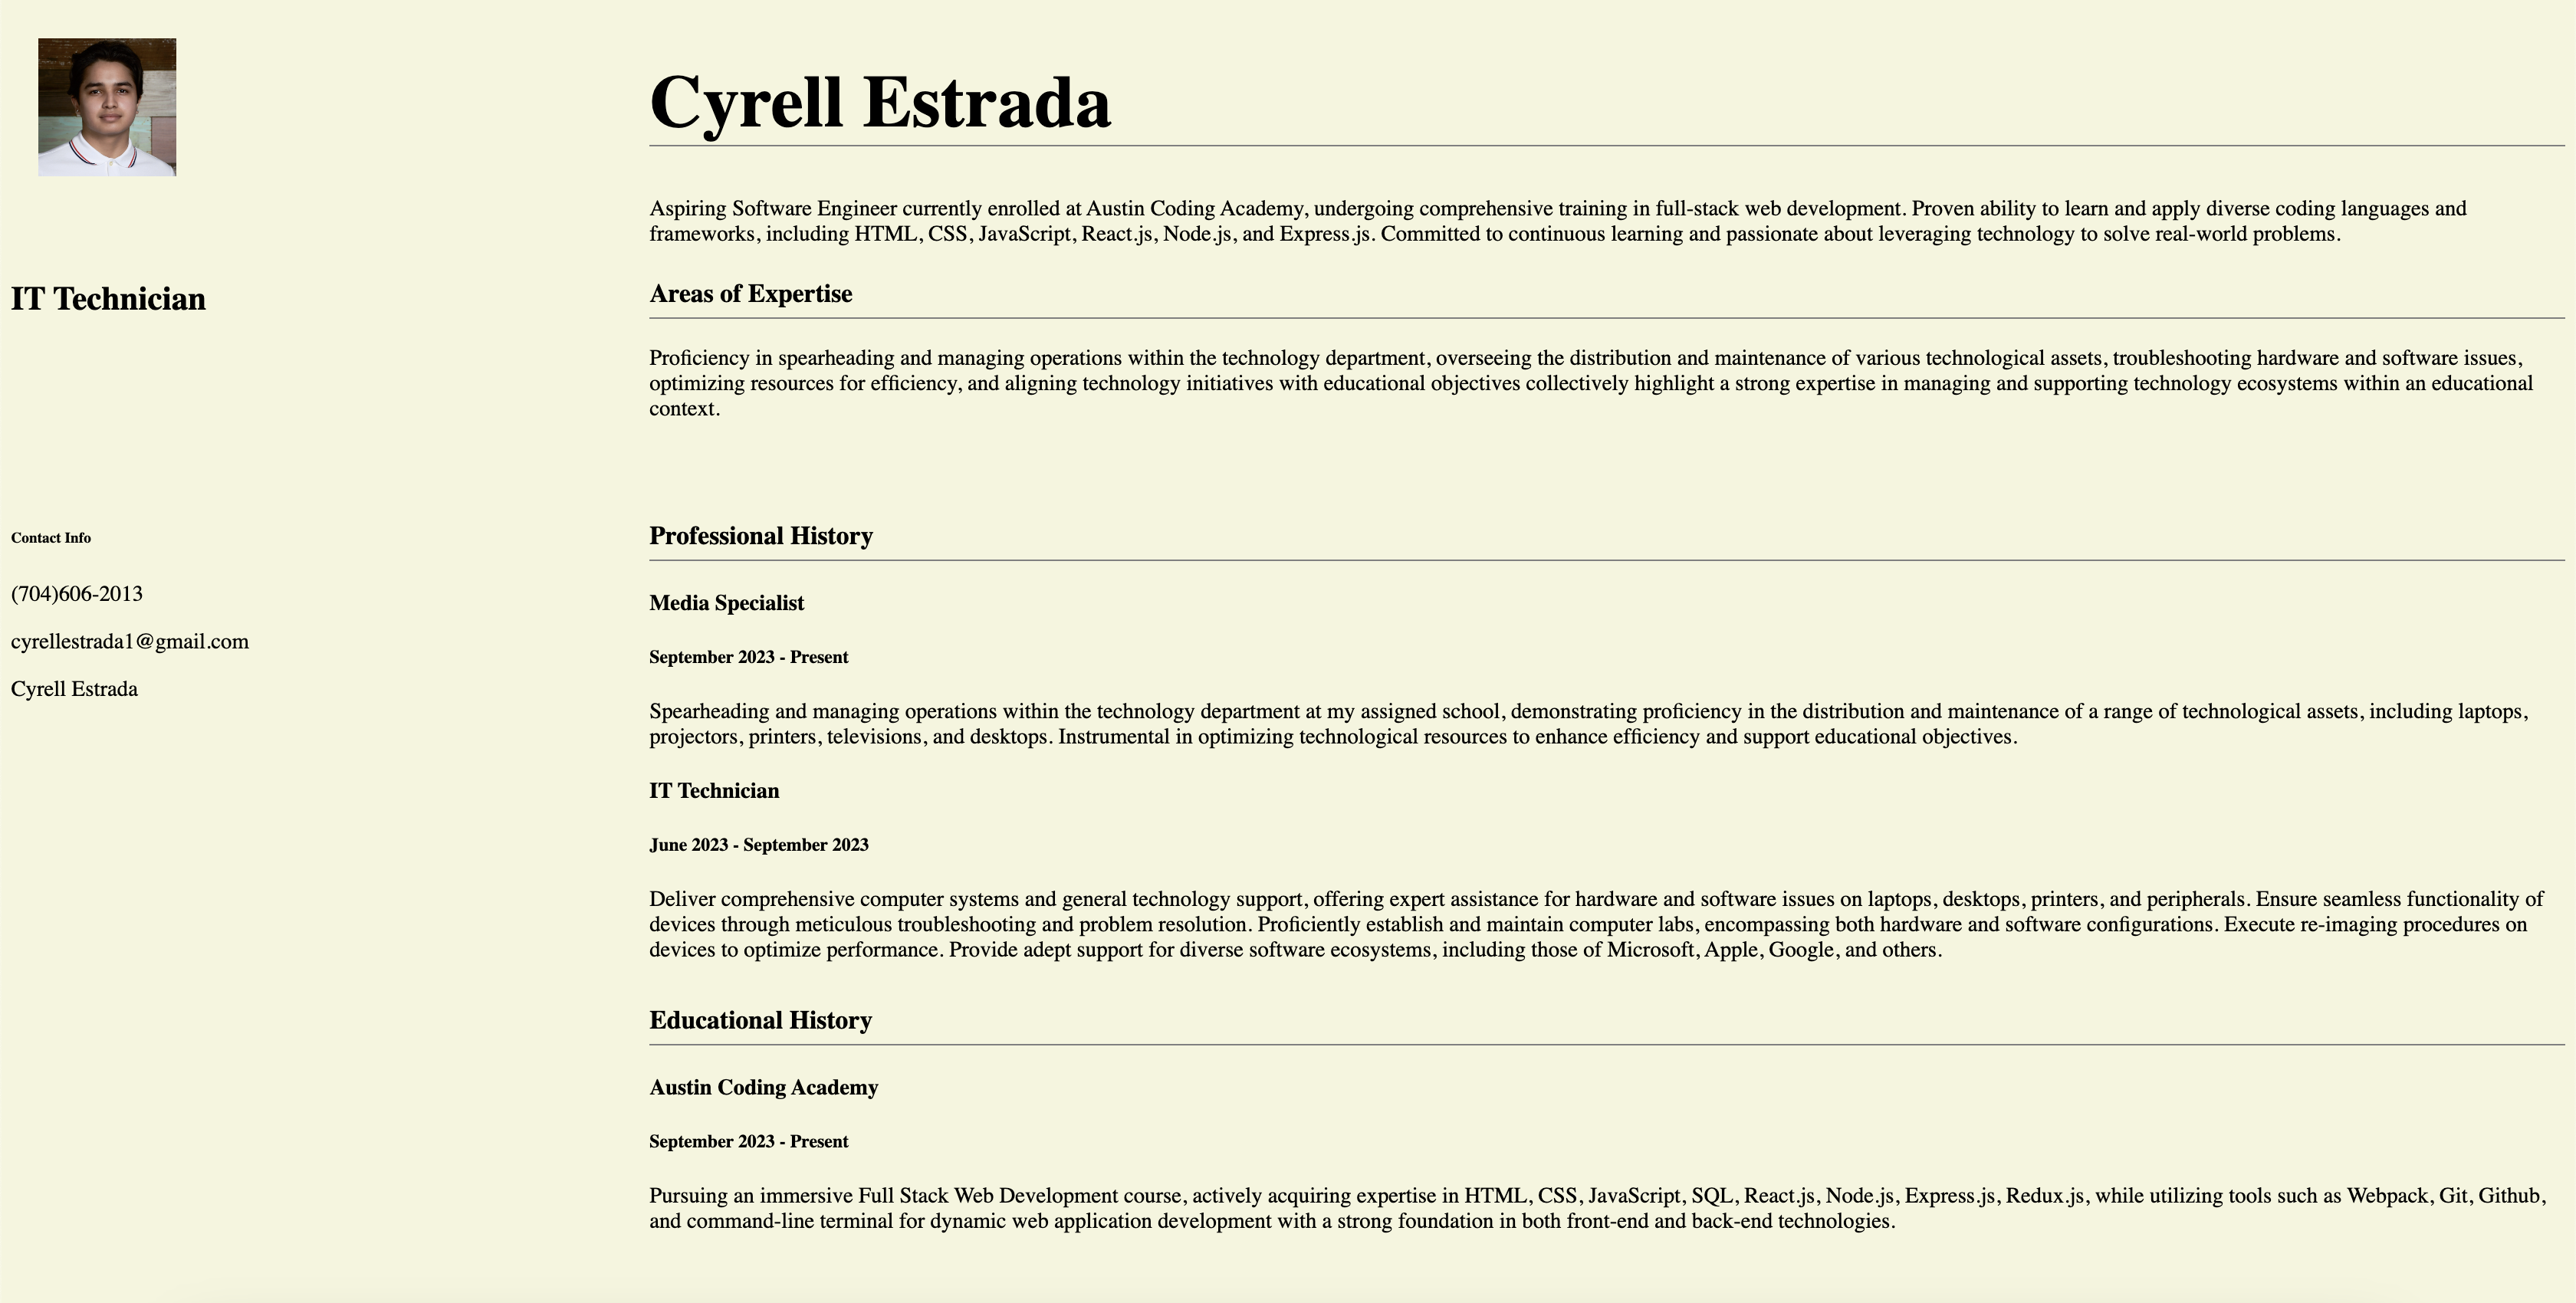 Cyrell Estrada
Aspiring Software Engineer currently enrolled at Austin Coding Academy, undergoing comprehensive training in full-stack web development. Proven ability to learn and apply diverse coding languages and
frameworks, including HTML, CSS, JavaScript, React.js, Node.js, and Express.js. Committed to continuous learning and passionate about leveraging technology to solve real-world problems.
IT Technician
Areas of Expertise
Proficiency in spearheading and managing operations within the technology department, overseeing the distribution and maintenance of various technological assets, troubleshooting hardware and software issues,
optimizing resources for efficiency, and aligning technology initiatives with educational objectives collectively highlight a strong expertise in managing and supporting technology ecosystems within an educational
context.
Contact Info
(704)606-2013
cyrellestrada1@gmail.com
Cyrell Estrada
Professional History
Media Specialist
September 2023 - Present
Spearheading and managing operations within the technology department at my assigned school, demonstrating proficiency in the distribution and maintenance of a range of technological assets, including laptops,
projectors, printers, televisions, and desktops. Instrumental in optimizing technological resources to enhance efficiency and support educational objectives.
IT Technician
June 2023 - September 2023
Deliver comprehensive computer systems and general technology support, offering expert assistance for hardware and software issues on laptops, desktops, printers, and peripherals. Ensure seamless functionality of
devices through meticulous troubleshooting and problem resolution. Proficiently establish and maintain computer labs, encompassing both hardware and software configurations. Execute re-imaging procedures on
devices to optimize performance. Provide adept support for diverse software ecosystems, including those of Microsoft, Apple, Google, and others.
Educational History
Austin Coding Academy
September 2023 - Present
Pursuing an immersive Full Stack Web Development course, actively acquiring expertise in HTML, CSS, JavaScript, SQL, React.js, Node.js, Express.js, Redux.js, while utilizing tools such as Webpack, Git, Github,
and command-line terminal for dynamic web application development with a strong foundation in both front-end and back-end technologies.